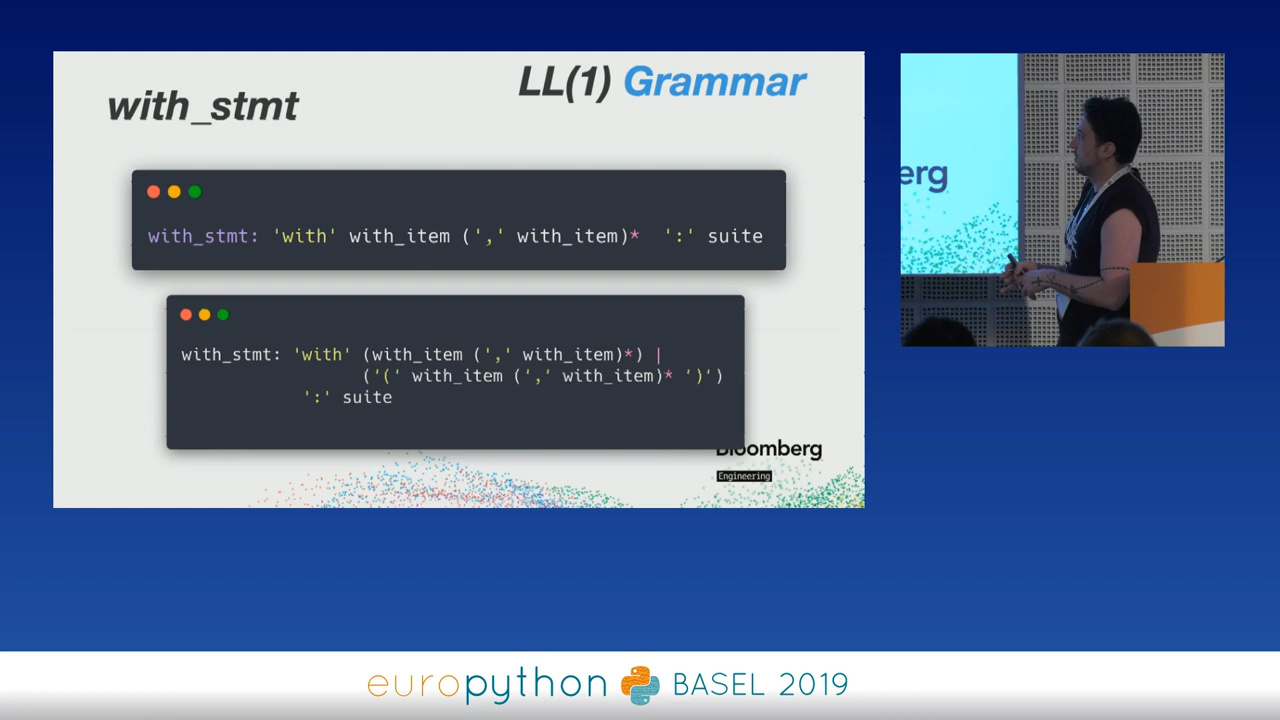 LL(1) Grammar
with_stmt
with_stmt: 'with' with_item (',' with_item)* ':' suite
with_stmt: 'with' (with_item (',' with_item)*) |
('(' with_item (',' with_item)* ')')
':' suite
Bloomberg
Engineering
erg
europython BASEL 2019